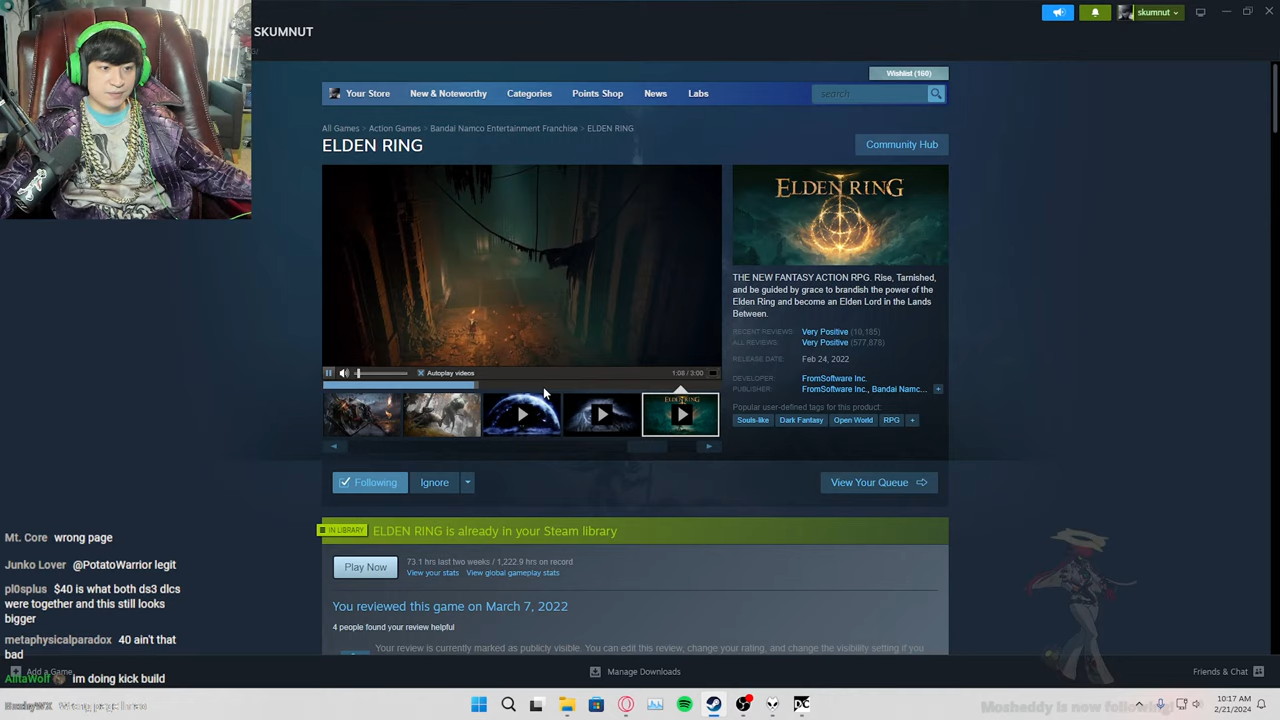 SKUMNUT
skumnut
Wishlist (160)
Your Store New & Noteworthy Categories Points Shop News Labs search
All Games > Action Games > Bandai Namco Entertainment Franchise > ELDEN RING
ELDEN RING
Community Hub
ELDEN RING
THE NEW FANTASY ACTION RPG. Rise, Tarnished,
and be guided by grace to brandish the power of the
Elden Ring and become an Elden Lord in the Lands
Between.
RECENT REVIEWS: Very Positive (10,185)
ALL REVIEWS: Very Positive (577,878)
RELEASE DATE: Feb 24, 2022
DEVELOPER: FromSoftware Inc.
PUBLISHER: FromSoftware Inc., Bandai Namc... +
Popular user-defined tags for this product:
Souls-like Dark Fantasy Open World RPG +
Autoplay videos 1:08 / 3:00
ELDEN RING
Following Ignore View Your Queue
IN LIBRARY ELDEN RING is already in your Steam library
Play Now
73.1 hrs last two weeks / 1,222.9 hrs on record
View your stats View global gameplay stats
You reviewed this game on March 7, 2022
4 people found your review helpful
Your review is currently marked as publicly visible. You can edit this review, change your rating, and change the visibility setting if you
Mt. Core wrong page
Junko Lover @PotatoWarrior legit
pl0splus $40 is what both ds3 dlcs
were together and this still looks
bigger
metaphysicalparadox 40 ain't that
bad
AlitaWolf im doing kick build
Add a Game
Manage Downloads
Friends & Chat
Mosheddy is now following!
10:17 AM
2/21/2024